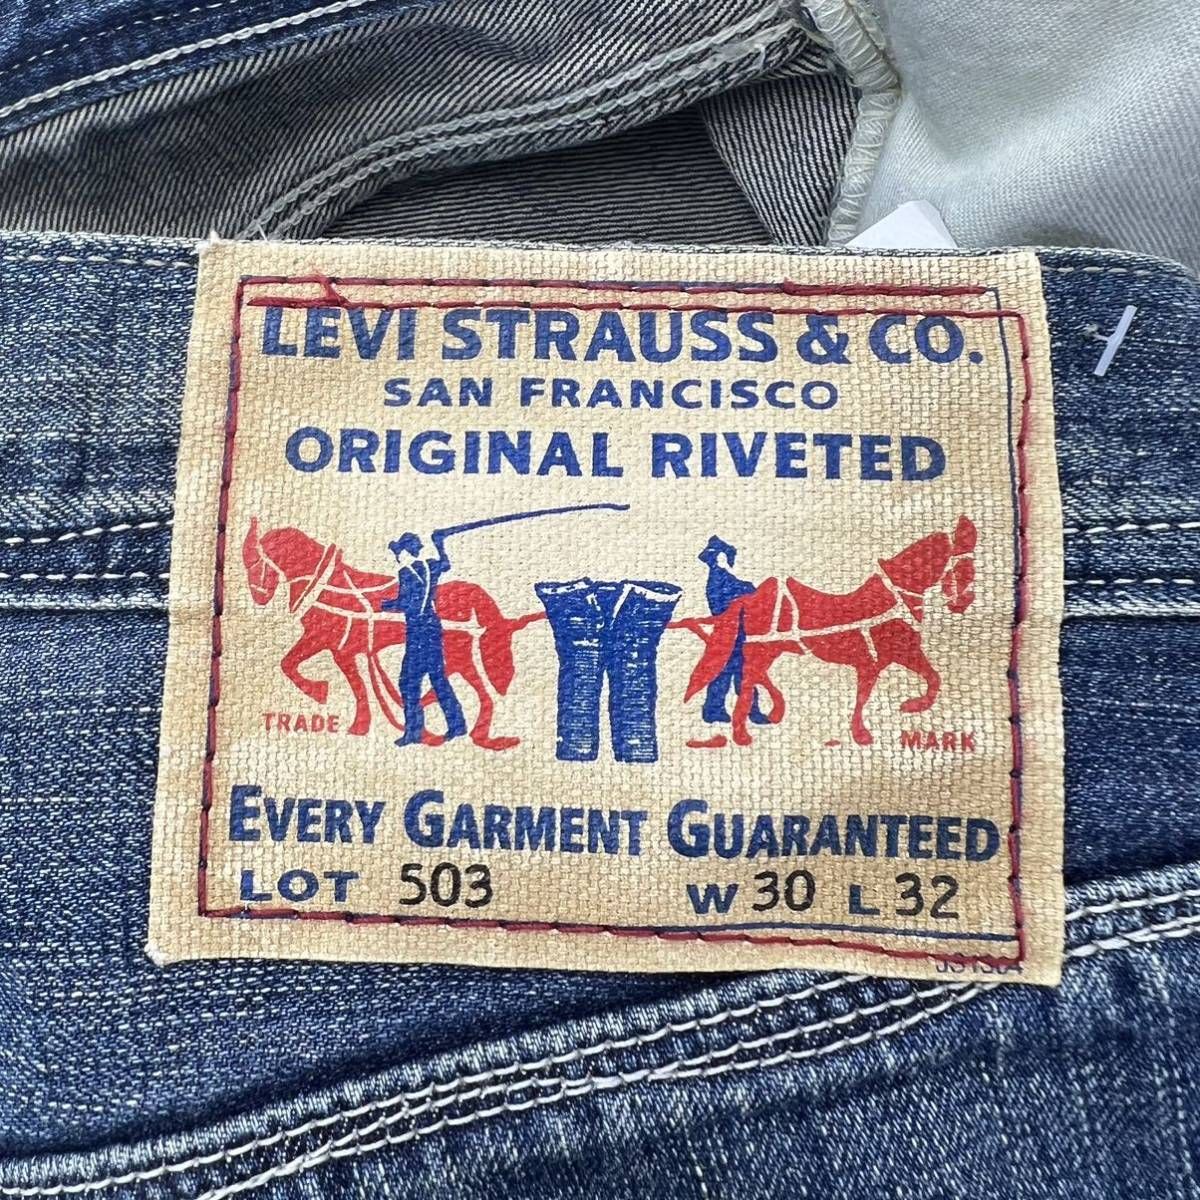 LEVI STRAUSS & CO.
SAN FRANCISCO
ORIGINAL RIVETED
TRADE MARK
EVERY GARMENT GUARANTEED
LOT 503 W 30 L 32